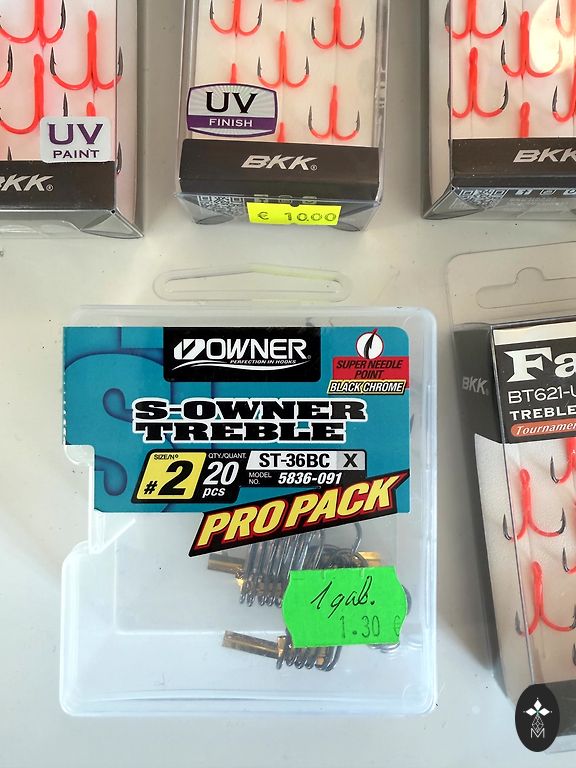 UV
PAINT
BKK®
UV
FINISH
BKK®
€ 10.00
BKK®
OWNER®
PERFECTION IN HOOKS
SUPER NEEDLE
POINT
BLACK CHROME
S-OWNER
TREBLE
SIZE/Nº
#2
QTY./QUANT.
20
pcs
ST-36BC X
MODEL
NO. 5836-091
PRO PACK
1 gab.
1.30 €
BKK
Fa
BT621-U
TREBLE
Tournamen
M